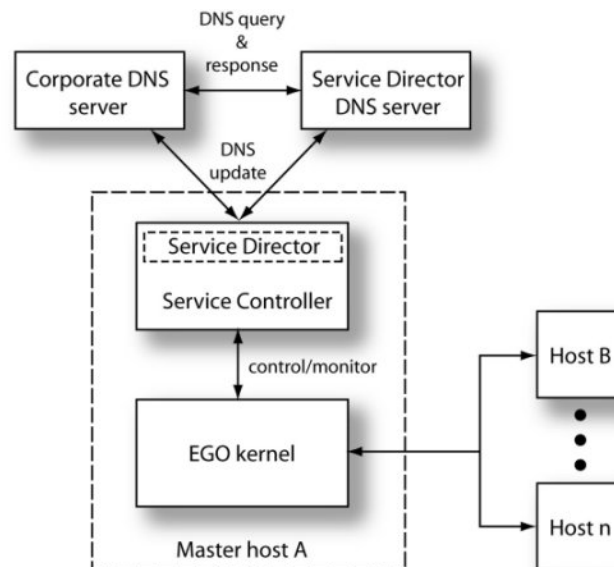 DNS query
&
response
Corporate DNS
server
Service Director
DNS server
DNS
update
Service Director
Service Controller
control/monitor
Host B
EGO kernel
Host n
Master host A